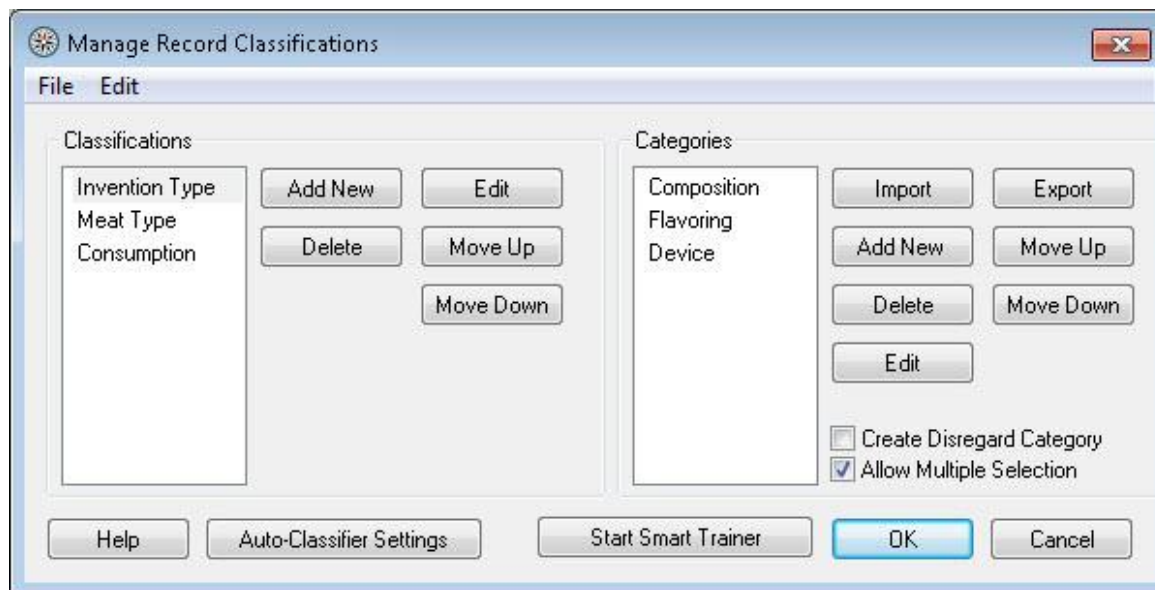 Manage Record Classifications
File Edit
Classifications
Invention Type
Meat Type
Consumption
Add New
Edit
Delete
Move Up
Move Down
Categories
Composition
Flavoring
Device
Import
Export
Add New
Move Up
Delete
Move Down
Edit
Create Disregard Category
Allow Multiple Selection
Help
Auto-Classifier Settings
Start Smart Trainer
OK
Cancel